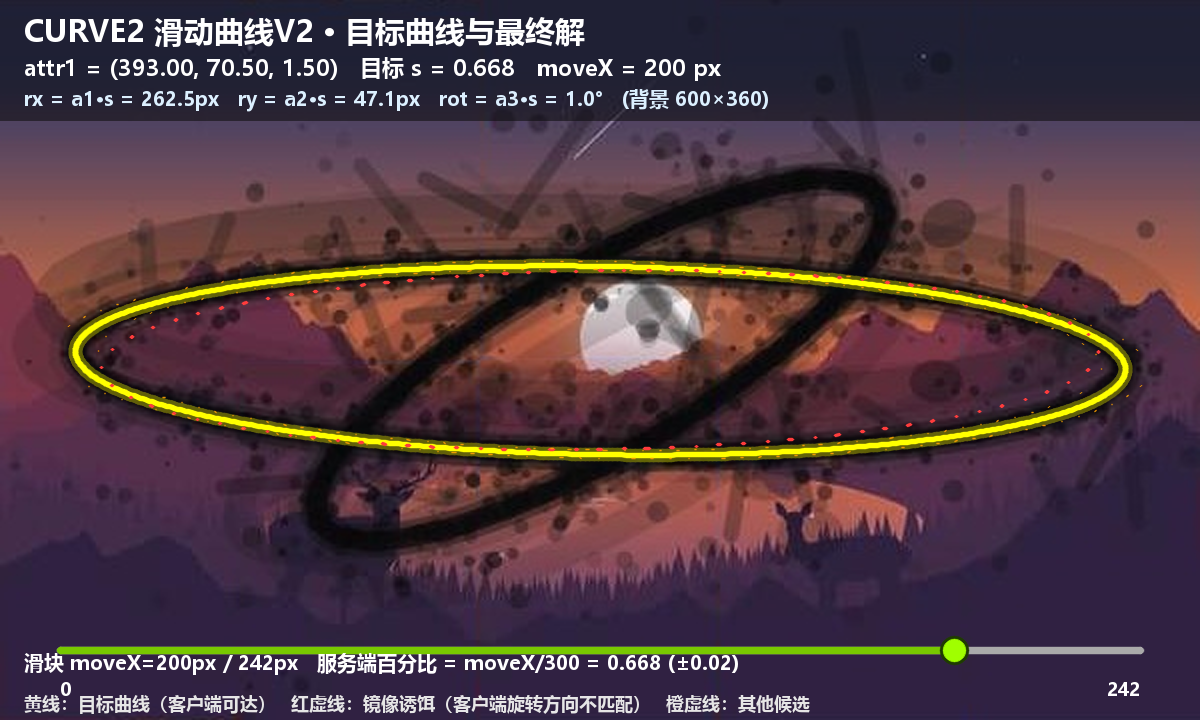 CURVE2 滑动曲线V2 • 目标曲线与最终解
attr1 = (393.00, 70.50, 1.50)   目标 s = 0.668   moveX = 200 px
rx = a1•s = 262.5px   ry = a2•s = 47.1px   rot = a3•s = 1.0°   (背景 600×360)
滑块 moveX=200px / 242px   服务端百分比 = moveX/300 = 0.668 (±0.02)
0
242
黄线：目标曲线（客户端可达）   红虚线：镜像诱饵（客户端旋转方向不匹配）   橙虚线：其他候选